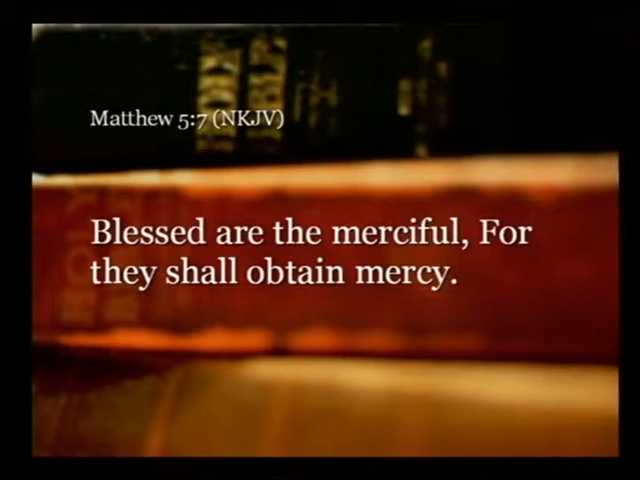 Matthew 5:7 (NKJV)
Blessed are the merciful, For
they shall obtain mercy.